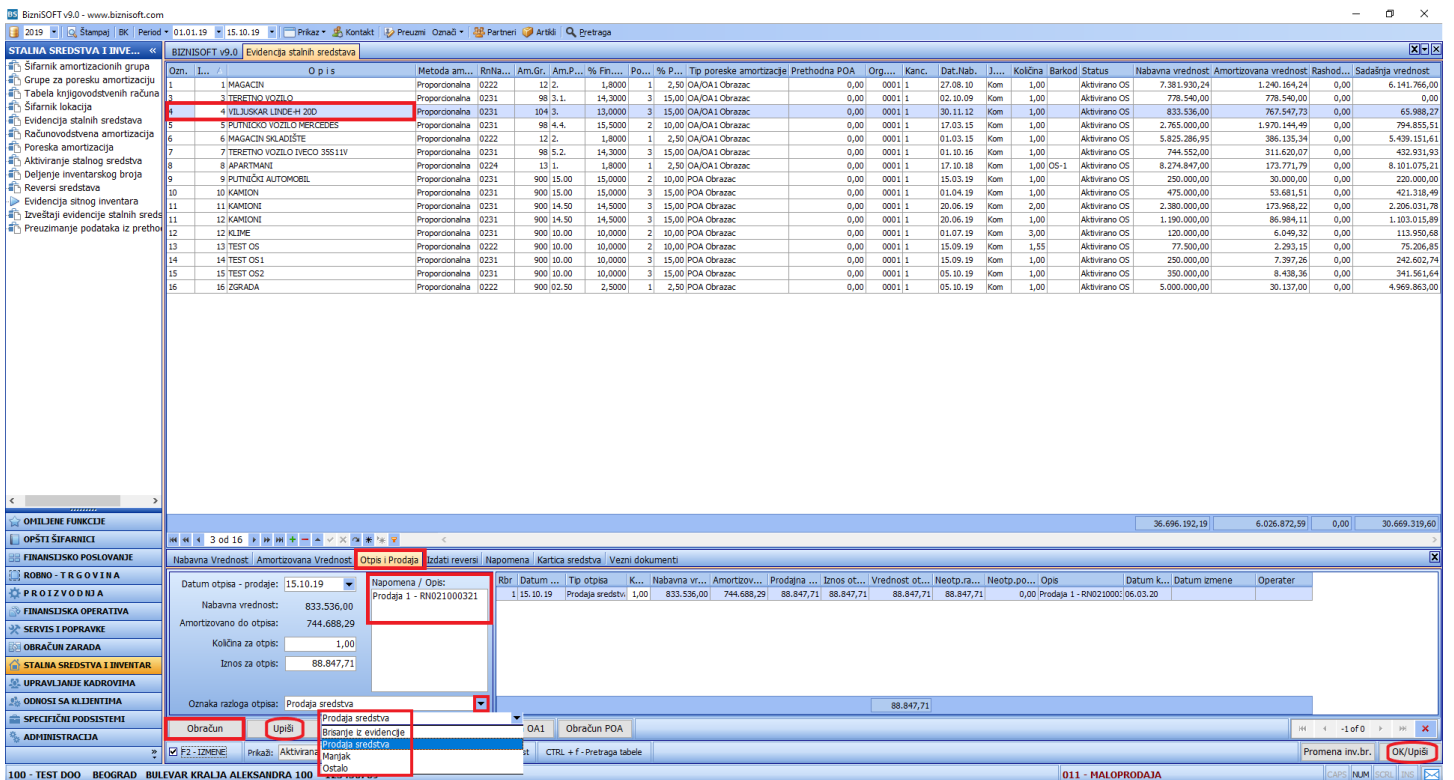 BizniSOFT v9.0 - www.biznisoft.com
2019 Štampaj BK Period 01.01.19 15.10.19 Prikaz Kontakt Preuzmi Označi Partneri Artikli Pretraga
STALNA SREDSTVA I INVE... «
BIZNISOFT v9.0 Evidencija stalnih sredstava
Šifarnik amortizacionih grupa
Grupe za poresku amortizaciju
Tabela knjigovodstvenih računa
Šifarnik lokacija
Evidencija stalnih sredstava
Računovodstvena amortizacija
Poreska amortizacija
Aktiviranje stalnog sredstva
Deljenje inventarskog broja
Reversi sredstava
Evidencija sitnog inventara
Izveštaji evidencije stalnih sreds
Preuzimanje podataka iz prethod
OMILJENE FUNKCIJE
OPŠTI ŠIFARNICI
FINANSIJSKO POSLOVANJE
ROBNO - T R G O V I N A
P R O I Z V O D NJ A
FINANSIJSKA OPERATIVA
SERVIS I POPRAVKE
OBRAČUN ZARADA
STALNA SREDSTVA I INVENTAR
UPRAVLJANJE KADROVIMA
ODNOSI SA KLIJENTIMA
SPECIFIČNI PODSISTEMI
ADMINISTRACIJA
»
Ozn. I... O p i s Metoda am... RnNa... Am.Gr. Am.P... % Fin.... Po... % P... Tip poreske amortizacije Prethodna POA Org.... Kanc. Dat.Nab. J.... Količina Barkod Status Nabavna vrednost Amortizovana vrednost Rashod... Sadašnja vrednost
1 1 MAGACIN Proporcionalna 0222 12 2. 1,8000 1 2,50 OA/OA1 Obrazac 0,00 0001 1 27.08.10 Kom 1,00 Aktivirano OS 7.381.930,24 1.240.164,24 0,00 6.141.766,00
3 3 TERETNO VOZILO Proporcionalna 0231 98 3.1. 14,3000 3 15,00 OA/OA1 Obrazac 0,00 0001 1 02.10.09 Kom 1,00 Aktivirano OS 778.540,00 778.540,00 0,00 0,00
4 4 VILJUSKAR LINDE-H 20D Proporcionalna 0231 104 3. 13,0000 3 15,00 OA/OA1 Obrazac 0,00 0001 1 30.11.12 Kom 1,00 Aktivirano OS 833.536,00 767.547,73 0,00 65.988,27
5 5 PUTNICKO VOZILO MERCEDES Proporcionalna 0231 98 4.4. 15,5000 2 10,00 OA/OA1 Obrazac 0,00 0001 1 17.03.15 Kom 1,00 Aktivirano OS 2.765.000,00 1.970.144,49 0,00 794.855,51
6 6 MAGACIN SKLADIŠTE Proporcionalna 0222 12 2. 1,8000 1 2,50 OA/OA1 Obrazac 0,00 0001 1 01.03.15 Kom 1,00 Aktivirano OS 5.825.286,95 386.135,34 0,00 5.439.151,61
7 7 TERETNO VOZILO IVECO 35S11V Proporcionalna 0231 98 5.2. 14,3000 3 15,00 OA/OA1 Obrazac 0,00 0001 1 01.10.16 Kom 1,00 Aktivirano OS 744.552,00 311.620,07 0,00 432.931,93
8 8 APARTMANI Proporcionalna 0224 13 1. 1,8000 1 2,50 OA/OA1 Obrazac 0,00 0001 1 17.10.18 Kom 1,00 OS-1 Aktivirano OS 8.274.847,00 173.771,79 0,00 8.101.075,21
9 9 PUTNIČKI AUTOMOBIL Proporcionalna 0231 900 15.00 15,0000 2 10,00 POA Obrazac 0,00 0001 1 15.03.19 Kom 1,00 Aktivirano OS 250.000,00 30.000,00 0,00 220.000,00
10 10 KAMION Proporcionalna 0231 900 15.00 15,0000 3 15,00 POA Obrazac 0,00 0001 1 01.04.19 Kom 1,00 Aktivirano OS 475.000,00 53.681,51 0,00 421.318,49
11 11 KAMIONI Proporcionalna 0231 900 14.50 14,5000 3 15,00 POA Obrazac 0,00 0001 1 20.06.19 Kom 2,00 Aktivirano OS 2.380.000,00 173.968,22 0,00 2.206.031,78
11 12 KAMIONI Proporcionalna 0231 900 14.50 14,5000 3 15,00 POA Obrazac 0,00 0001 1 20.06.19 Kom 1,00 Aktivirano OS 1.190.000,00 86.984,11 0,00 1.103.015,89
12 12 KLIME Proporcionalna 0231 900 10.00 10,0000 2 10,00 POA Obrazac 0,00 0001 1 01.07.19 Kom 3,00 Aktivirano OS 120.000,00 6.049,32 0,00 113.950,68
13 13 TEST OS Proporcionalna 0222 900 10.00 10,0000 2 10,00 POA Obrazac 0,00 0001 1 15.09.19 Kom 1,55 Aktivirano OS 77.500,00 2.293,15 0,00 75.206,85
14 14 TEST OS1 Proporcionalna 0231 900 10.00 10,0000 3 15,00 POA Obrazac 0,00 0001 1 15.09.19 Kom 1,00 Aktivirano OS 250.000,00 7.397,26 0,00 242.602,74
15 15 TEST OS2 Proporcionalna 0231 900 10.00 10,0000 3 15,00 POA Obrazac 0,00 0001 1 05.10.19 Kom 1,00 Aktivirano OS 350.000,00 8.438,36 0,00 341.561,64
16 16 ZGRADA Proporcionalna 0222 900 02.50 2,5000 1 2,50 POA Obrazac 0,00 0001 1 05.10.19 Kom 1,00 Aktivirano OS 5.000.000,00 30.137,00 0,00 4.969.863,00
36.696.192,19 6.026.872,59 0,00 30.669.319,60
3 od 16
Nabavna Vrednost Amortizovana Vrednost Otpis i Prodaja Izdati reversi Napomena Kartica sredstva Vezni dokumenti
Datum otpisa - prodaje: 15.10.19
Nabavna vrednost: 833.536,00
Amortizovano do otpisa: 744.688,29
Količina za otpis: 1,00
Iznos za otpis: 88.847,71
Oznaka razloga otpisa: Prodaja sredstva
Napomena / Opis:
Prodaja 1 - RN021000321
Rbr Datum ... Tip otpisa K... Nabavna vr... Amortizov... Prodajna ... Iznos ot... Vrednost ot... Neotp.ra... Neotp.po... Opis Datum k... Datum izmene Operater
1 15.10.19 Prodaja sredstv 1,00 833.536,00 744.688,29 88.847,71 88.847,71 88.847,71 88.847,71 0,00 Prodaja 1 - RN0210003 06.03.20
88.847,71
Prodaja sredstva
Brisanje iz evidencije
Prodaja sredstva
Manjak
Ostalo
Obračun Upiši OA1 Obračun POA -1 of 0
F2 - IZMENE Prikaži: Aktivirana st CTRL + f - Pretraga tabele Promena inv.br. OK/Upiši
100 - TEST DOO BEOGRAD BULEVAR KRALJA ALEKSANDRA 100 011 - MALOPRODAJA CAPS NUM SCRL INS